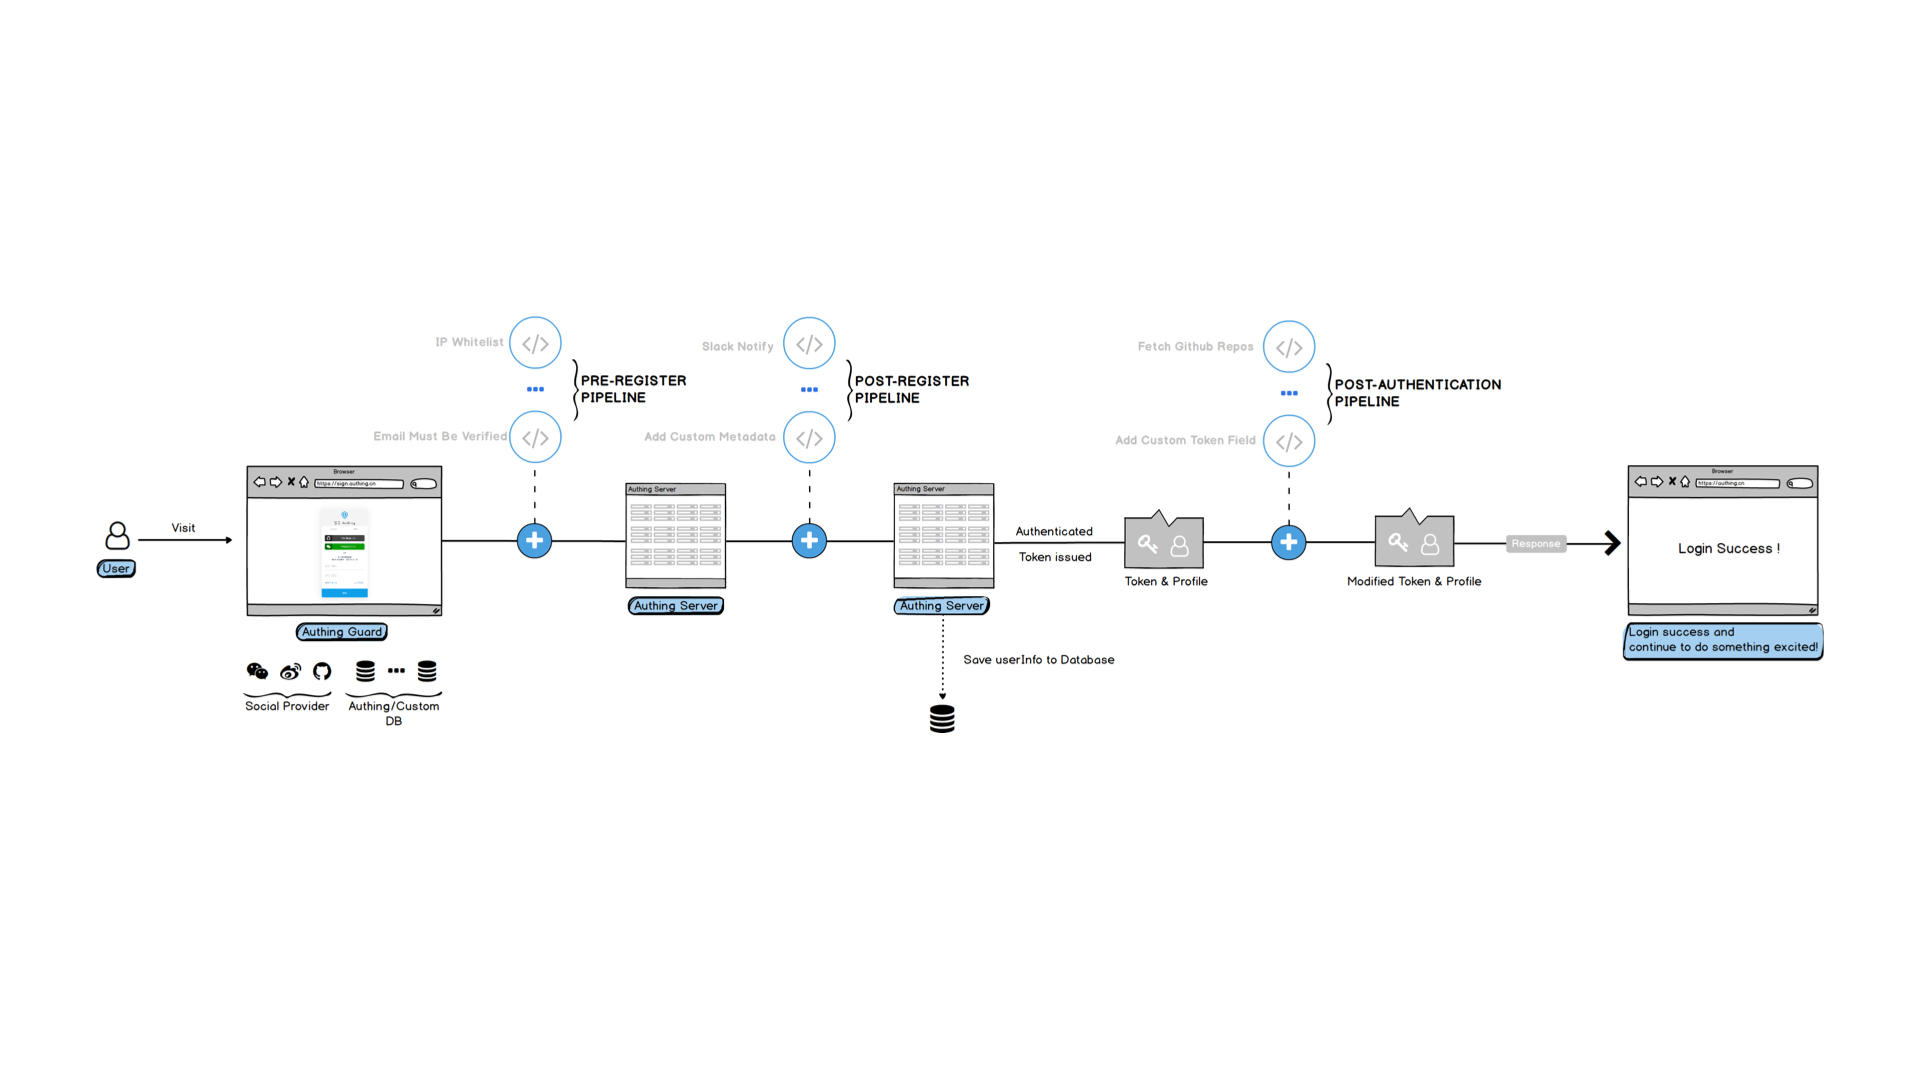 IP Whitelist
Slack Notify
Fetch Github Repos
PRE-REGISTER
PIPELINE
POST-REGISTER
PIPELINE
POST-AUTHENTICATION
PIPELINE
Email Must Be Verified
Add Custom Metadata
Add Custom Token Field
Browser
https://sign.authing.cn
Authing Server
Authing Server
Browser
https://authing.cn
Visit
User
Authenticated
Token issued
Response
Login Success !
Token & Profile
Modified Token & Profile
Authing Server
Authing Server
Authing Guard
Login success and
continue to do something excited!
Save userInfo to Database
Social Provider
Authing/Custom
DB